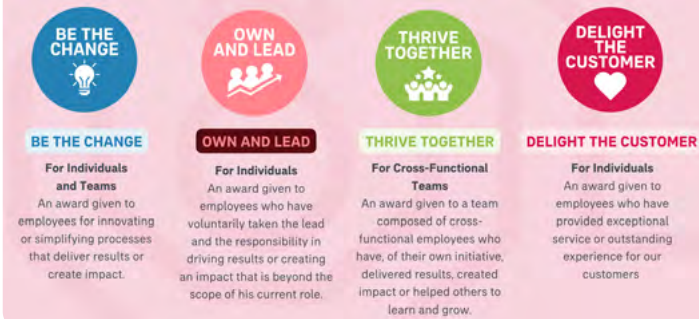 BE THE
CHANGE
BE THE CHANGE
For Individuals
and Teams
An award given to
employees for innovating
or simplifying processes
that deliver results or
create impact.
OWN
AND LEAD
OWN AND LEAD
For Individuals
An award given to
employees who have
voluntarily taken the lead
and the responsibility in
driving results or creating
an impact that is beyond the
scope of his current role.
THRIVE
TOGETHER
THRIVE TOGETHER
For Cross-Functional
Teams
An award given to a team
composed of cross-
functional employees who
have, of their own initiative,
delivered results, created
impact or helped others to
learn and grow.
DELIGHT
THE
CUSTOMER
DELIGHT THE CUSTOMER
For Individuals
An award given to
employees who have
provided exceptional
service or outstanding
experience for our
customers